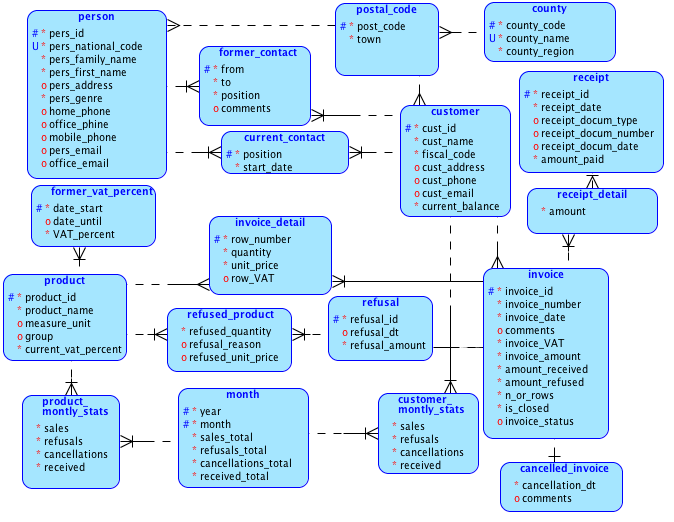 person
# * pers_id
U * pers_national_code
* pers_family_name
* pers_first_name
o pers_address
* pers_genre
o home_phone
o office_phine
o mobile_phone
o pers_email
o office_email
postal_code
# * post_code
* town
county
# * county_code
U * county_name
* county_region
former_contact
# * from
* to
* position
o comments
receipt
# * receipt_id
* receipt_date
o receipt_docum_type
o receipt_docum_number
o receipt_docum_date
* amount_paid
customer
# * cust_id
* cust_name
* fiscal_code
o cust_address
o cust_phone
o cust_email
* current_balance
current_contact
# * position
* start_date
former_vat_percent
# * date_start
o date_until
* VAT_percent
receipt_detail
* amount
invoice_detail
# * row_number
* quantity
* unit_price
o row_VAT
product
# * product_id
* product_name
o measure_unit
o group
* current_vat_percent
invoice
# * invoice_id
* invoice_number
* invoice_date
o comments
* invoice_VAT
* invoice_amount
* amount_received
* amount_refused
* n_or_rows
* is_closed
o invoice_status
refused_product
* refused_quantity
o refusal_reason
o refused_unit_price
refusal
# * refusal_id
o refusal_dt
* refusal_amount
product_
montly_stats
* sales
* refusals
* cancellations
* received
month
# * year
# * month
* sales_total
* refusals_total
* cancellations_total
* received_total
customer_
montly_stats
* sales
* refusals
* cancellations
* received
cancelled_invoice
* cancellation_dt
o comments